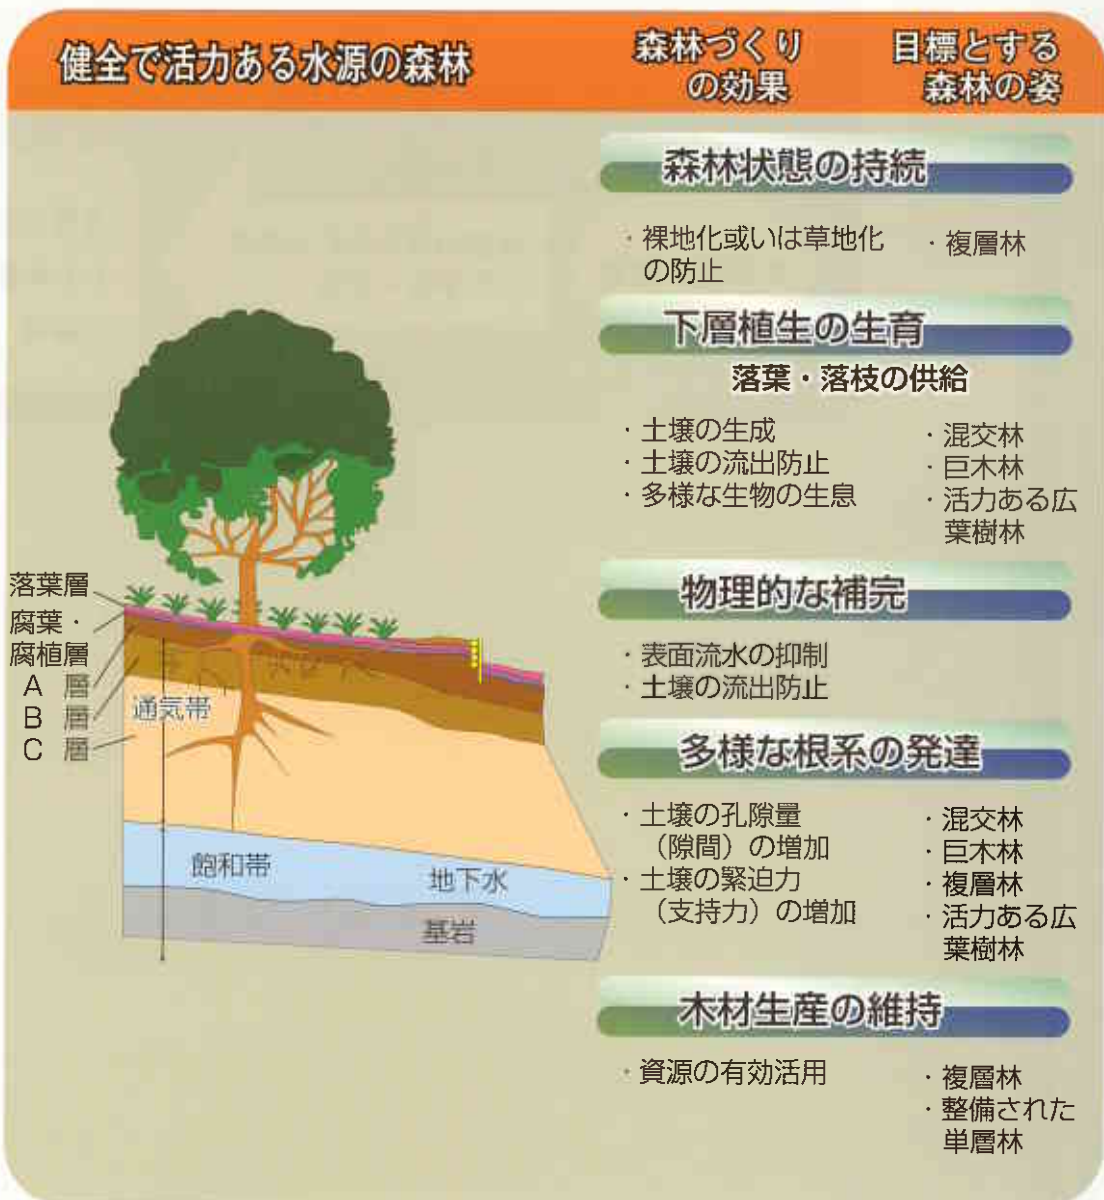 健全で活力ある水源の森林
森林づくり
の効果
目標とする
森林の姿
森林状態の持続
・裸地化或いは草地化
の防止
・複層林
下層植生の生育
落葉・落枝の供給
・土壌の生成
・土壌の流出防止
・多様な生物の生息
・混交林
・巨木林
・活力ある広
葉樹林
物理的な補完
・表面流水の抑制
・土壌の流出防止
多様な根系の発達
・土壌の孔隙量
（隙間）の増加
・土壌の緊迫力
（支持力）の増加
・混交林
・巨木林
・複層林
・活力ある広
葉樹林
木材生産の維持
・資源の有効活用
・複層林
・整備された
単層林
落葉層
腐葉・
腐植層
A 層
B 層
C 層
通気帯
飽和帯
地下水
基岩